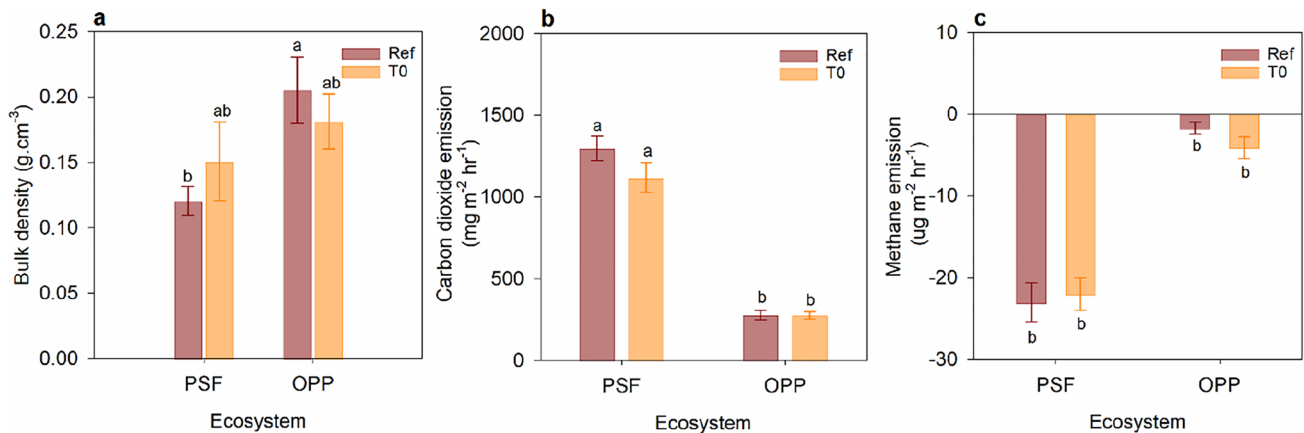 a
Bulk density (g.cm-3)
0.25
0.20
0.15
0.10
0.05
0.00
Ref
T0
b
ab
a
ab
PSF
OPP
Ecosystem
b
Carbon dioxide emission
(mg m-2 hr-1)
2000
1500
1000
500
0
Ref
T0
a
a
b
b
PSF
OPP
Ecosystem
c
Methane emission
(ug m-2 hr-1)
10
0
-10
-20
-30
Ref
T0
b
b
b
b
PSF
OPP
Ecosystem